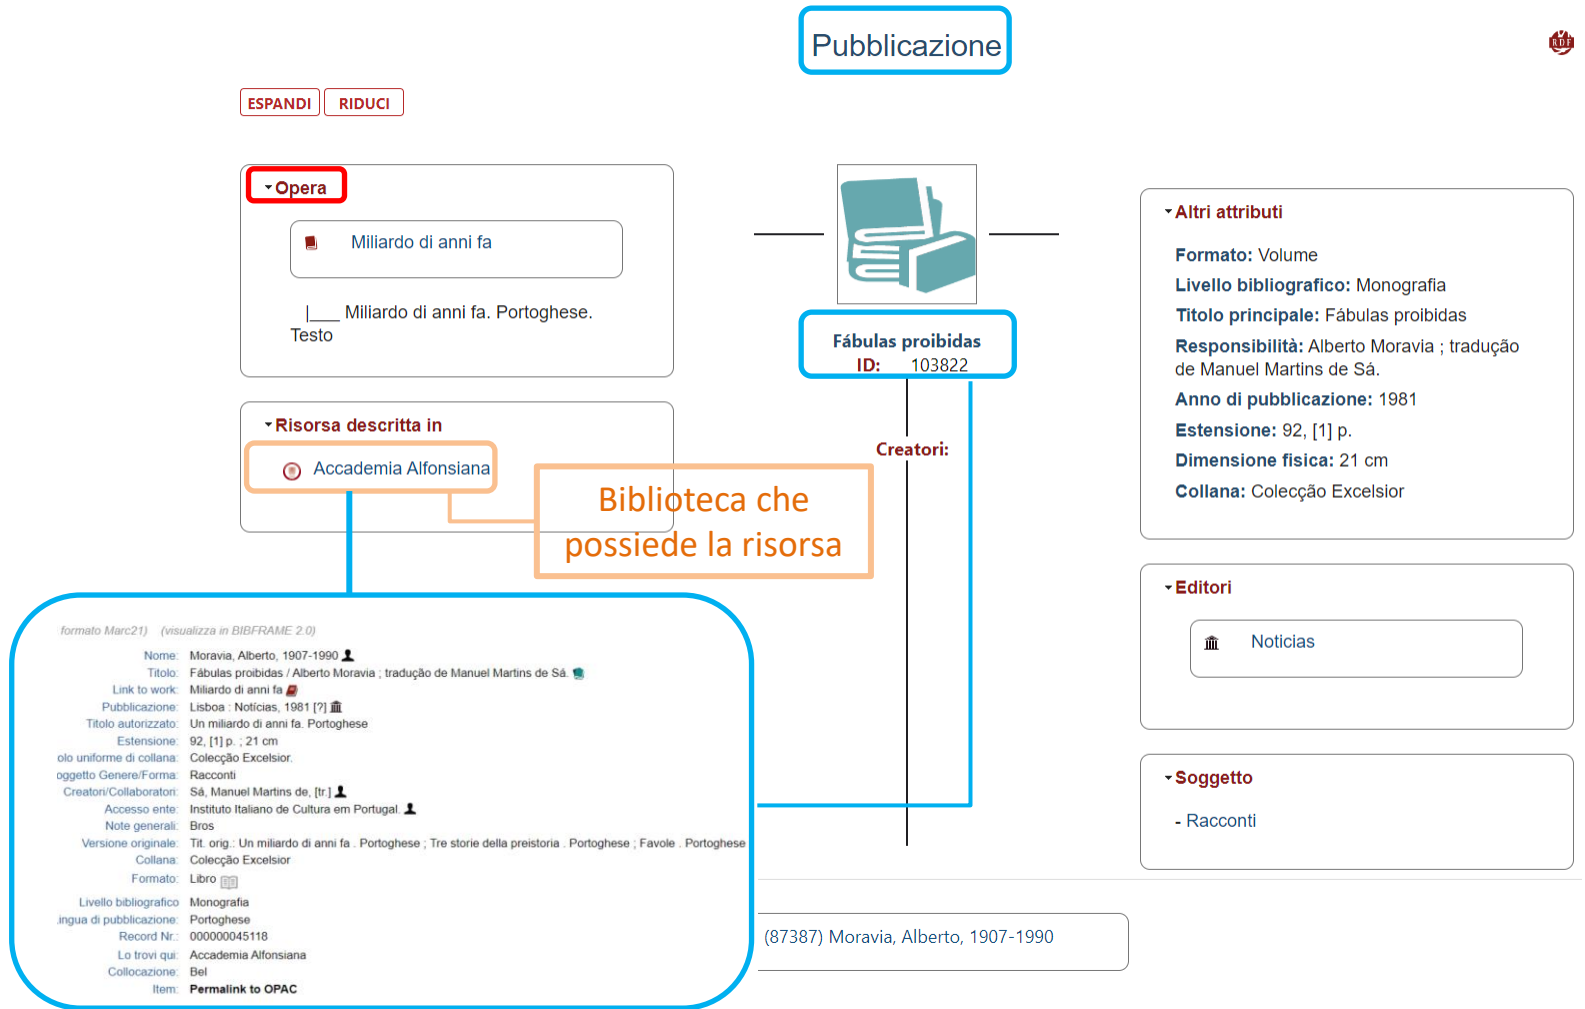 Pubblicazione
RDF
ESPANDI RIDUCI
Opera
Miliardo di anni fa
|___ Miliardo di anni fa. Portoghese.
Testo
Risorsa descritta in
Accademia Alfonsiana
Biblioteca che
possiede la risorsa
Fábulas proibidas
ID: 103822
Creatori:
Altri attributi
Formato: Volume
Livello bibliografico: Monografia
Titolo principale: Fábulas proibidas
Responsibilità: Alberto Moravia ; tradução
de Manuel Martins de Sá.
Anno di pubblicazione: 1981
Estensione: 92, [1] p.
Dimensione fisica: 21 cm
Collana: Colecção Excelsior
Editori
Noticias
Soggetto
- Racconti
formato Marc21) (visualizza in BIBFRAME 2.0)
Nome: Moravia, Alberto, 1907-1990
Titolo: Fábulas proibidas / Alberto Moravia ; tradução de Manuel Martins de Sá.
Link to work: Miliardo di anni fa
Pubblicazione: Lisboa : Notícias, 1981 [?]
Titolo autorizzato: Un miliardo di anni fa. Portoghese
Estensione: 92, [1] p. ; 21 cm
olo uniforme di collana: Colecção Excelsior.
oggetto Genere/Forma: Racconti
Creatori/Collaboratori: Sá, Manuel Martins de, [tr.]
Accesso ente: Instituto Italiano de Cultura em Portugal.
Note generali: Bros
Versione originale: Tit. orig.: Un miliardo di anni fa . Portoghese ; Tre storie della preistoria . Portoghese ; Favole . Portoghese
Collana: Colecção Excelsior
Formato: Libro
Livello bibliografico Monografia
ingua di pubblicazione: Portoghese
Record Nr.: 000000045118
Lo trovi qui: Accademia Alfonsiana
Collocazione: Bel
Item: Permalink to OPAC
(87387) Moravia, Alberto, 1907-1990